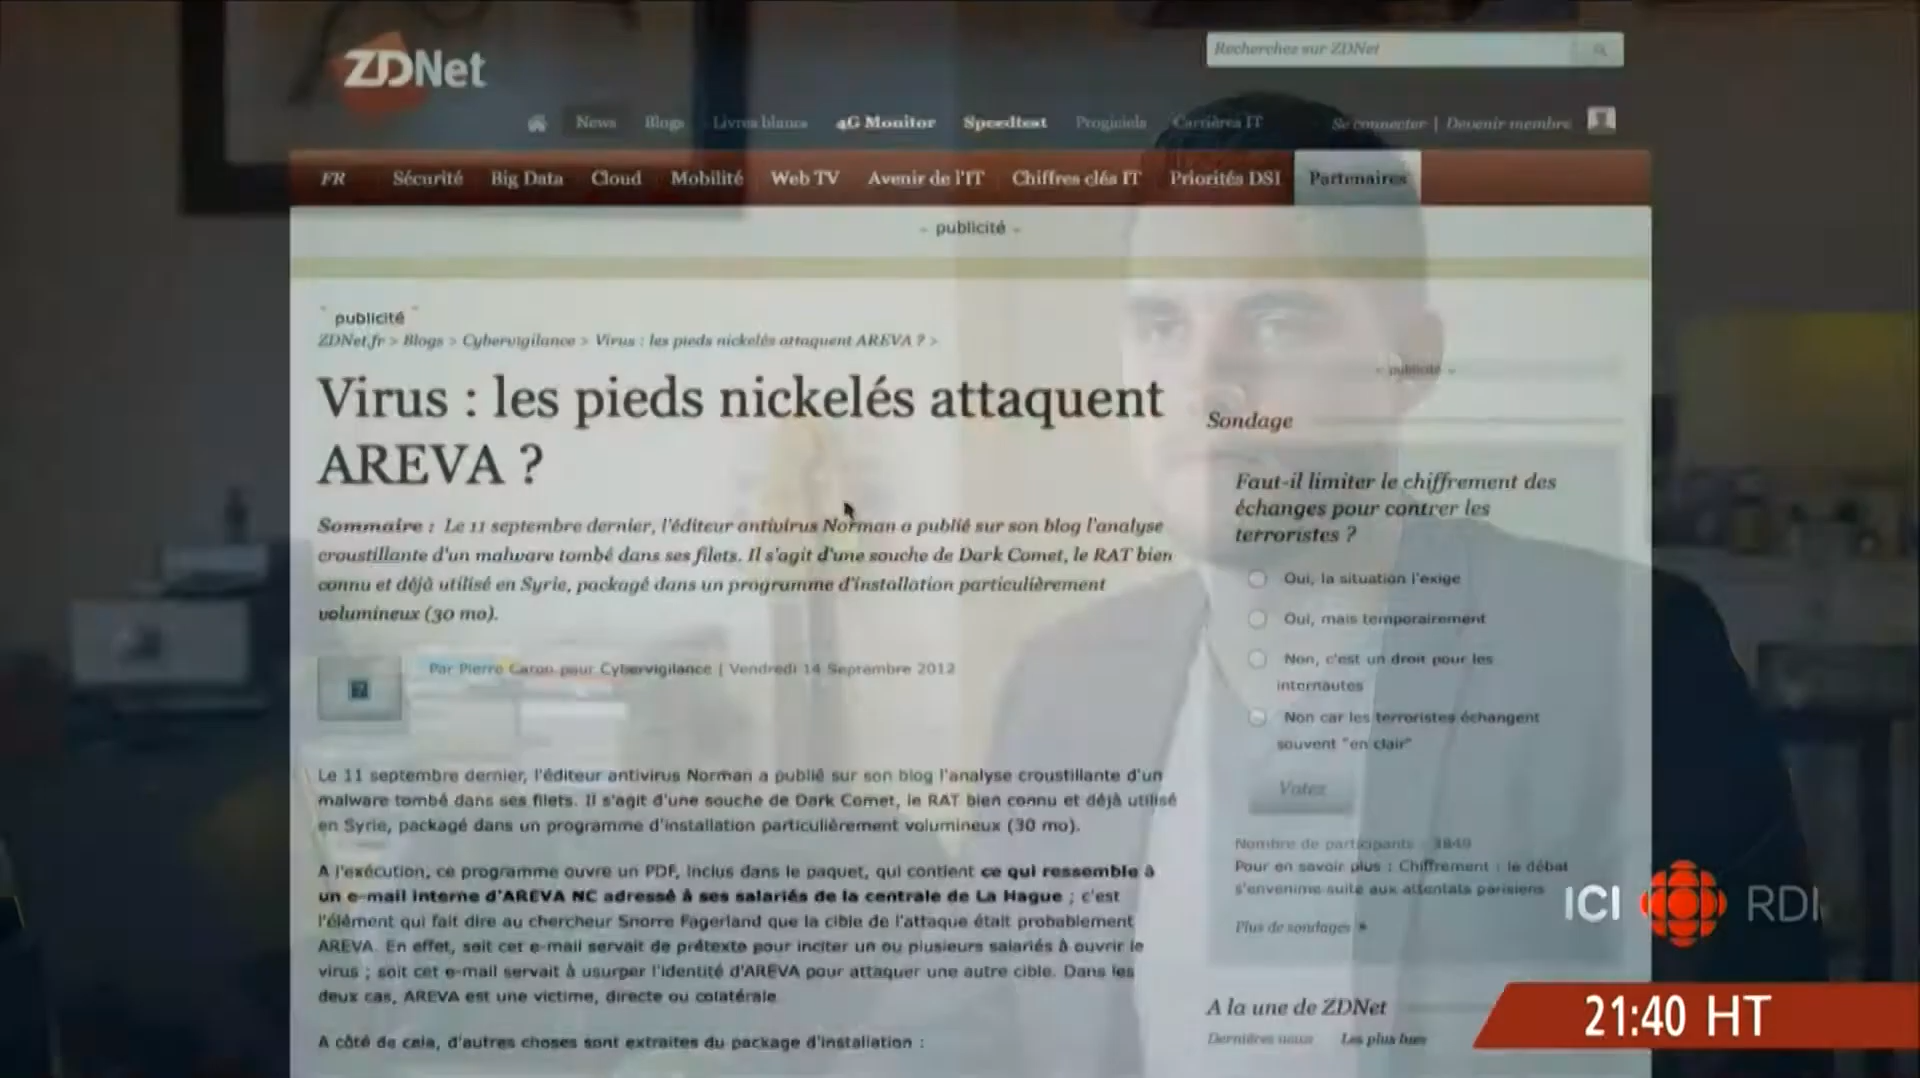 ZDNet
Recherchez sur ZDNet
News Blogs Livres blancs 4G Monitor Speedtest Progiciels Carrières IT Se connecter | Devenir membre
FR Sécurité Big Data Cloud Mobilité Web TV Avenir de l'IT Chiffres clés IT Priorités DSI Partenaires
- publicité -
publicité
ZDNet.fr > Blogs > Cybervigilance > Virus : les pieds nickelés attaquent AREVA ? >
Virus : les pieds nickelés attaquent
AREVA ?
Sommaire : Le 11 septembre dernier, l'éditeur antivirus Norman a publié sur son blog l'analyse
croustillante d'un malware tombé dans ses filets. Il s'agit d'une souche de Dark Comet, le RAT bien
connu et déjà utilisé en Syrie, packagé dans un programme d'installation particulièrement
volumineux (30 mo).
Par Pierre Caron pour Cybervigilance | Vendredi 14 Septembre 2012
Le 11 septembre dernier, l'éditeur antivirus Norman a publié sur son blog l'analyse croustillante d'un
malware tombé dans ses filets. Il s'agit d'une souche de Dark Comet, le RAT bien connu et déjà utilisé
en Syrie, packagé dans un programme d'installation particulièrement volumineux (30 mo).
A l'exécution, ce programme ouvre un PDF, inclus dans le paquet, qui contient ce qui ressemble à
un e-mail interne d'AREVA NC adressé à ses salariés de la centrale de La Hague ; c'est
l'élément qui fait dire au chercheur Snorre Fagerland que la cible de l'attaque était probablement
AREVA. En effet, soit cet e-mail servait de prétexte pour inciter un ou plusieurs salariés à ouvrir le
virus ; soit cet e-mail servait à usurper l'identité d'AREVA pour attaquer une autre cible. Dans les
deux cas, AREVA est une victime, directe ou colatérale.
A côté de cela, d'autres choses sont extraites du package d'installation :
- publicité -
Sondage
Faut-il limiter le chiffrement des
échanges pour contrer les
terroristes ?
Oui, la situation l'exige
Oui, mais temporairement
Non, c'est un droit pour les
internautes
Non car les terroristes échangent
souvent "en clair"
Votez
Nombre de participants : 3849
Pour en savoir plus : Chiffrement : le débat
s'envenime suite aux attentats parisiens
Plus de sondages »
A la une de ZDNet
Dernières news Les plus lues
ICI RDI
21:40 HT